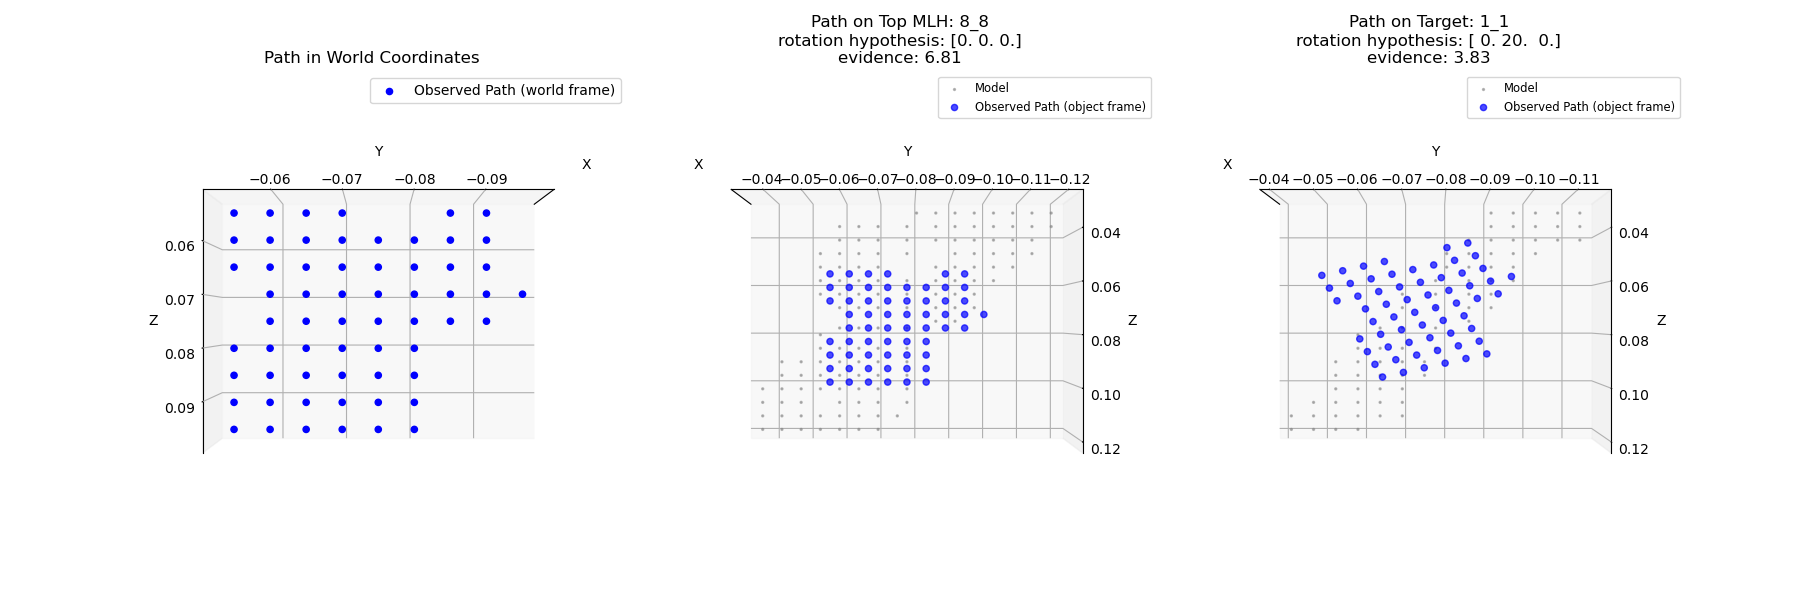 Path in World Coordinates
Observed Path (world frame)
Y
X
−0.06 −0.07 −0.08 −0.09
0.06
0.07
Z
0.08
0.09
Path on Top MLH: 8_8
rotation hypothesis: [0. 0. 0.]
evidence: 6.81
Model
Observed Path (object frame)
Y
X
−0.04 −0.05 −0.06 −0.07 −0.08 −0.09 −0.10 −0.11 −0.12
0.04
0.06
Z
0.08
0.10
0.12
Path on Target: 1_1
rotation hypothesis: [ 0. 20.  0.]
evidence: 3.83
Model
Observed Path (object frame)
Y
X
−0.04 −0.05 −0.06 −0.07 −0.08 −0.09 −0.10 −0.11
0.04
0.06
Z
0.08
0.10
0.12